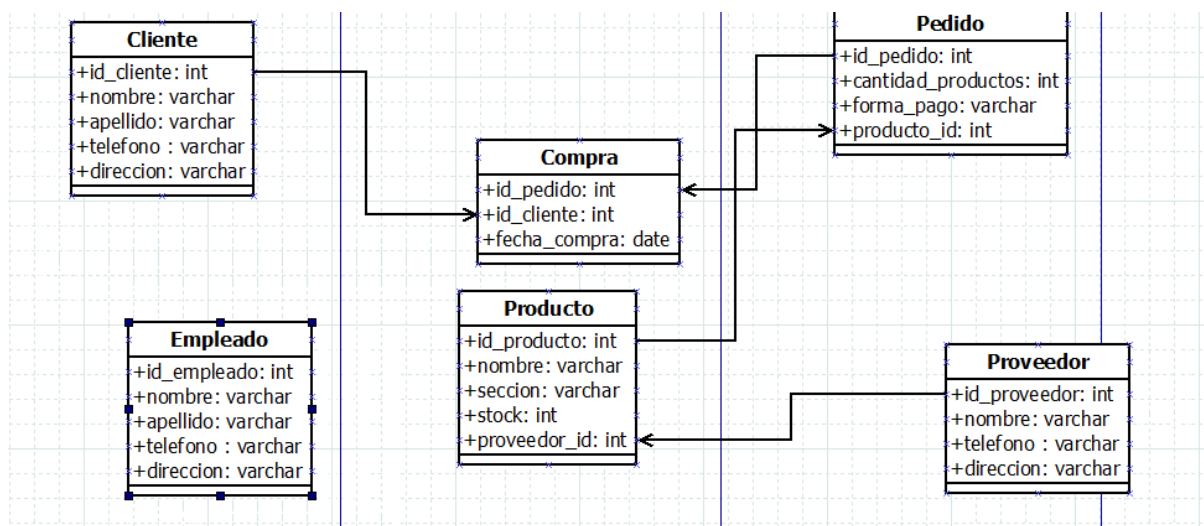 Cliente
+id_cliente: int
+nombre: varchar
+apellido: varchar
+telefono : varchar
+direccion: varchar
Pedido
+id_pedido: int
+cantidad_productos: int
+forma_pago: varchar
+producto_id: int
Compra
+id_pedido: int
+id_cliente: int
+fecha_compra: date
Empleado
+id_empleado: int
+nombre: varchar
+apellido: varchar
+telefono : varchar
+direccion: varchar
Producto
+id_producto: int
+nombre: varchar
+seccion: varchar
+stock: int
+proveedor_id: int
Proveedor
+id_proveedor: int
+nombre: varchar
+telefono : varchar
+direccion: varchar